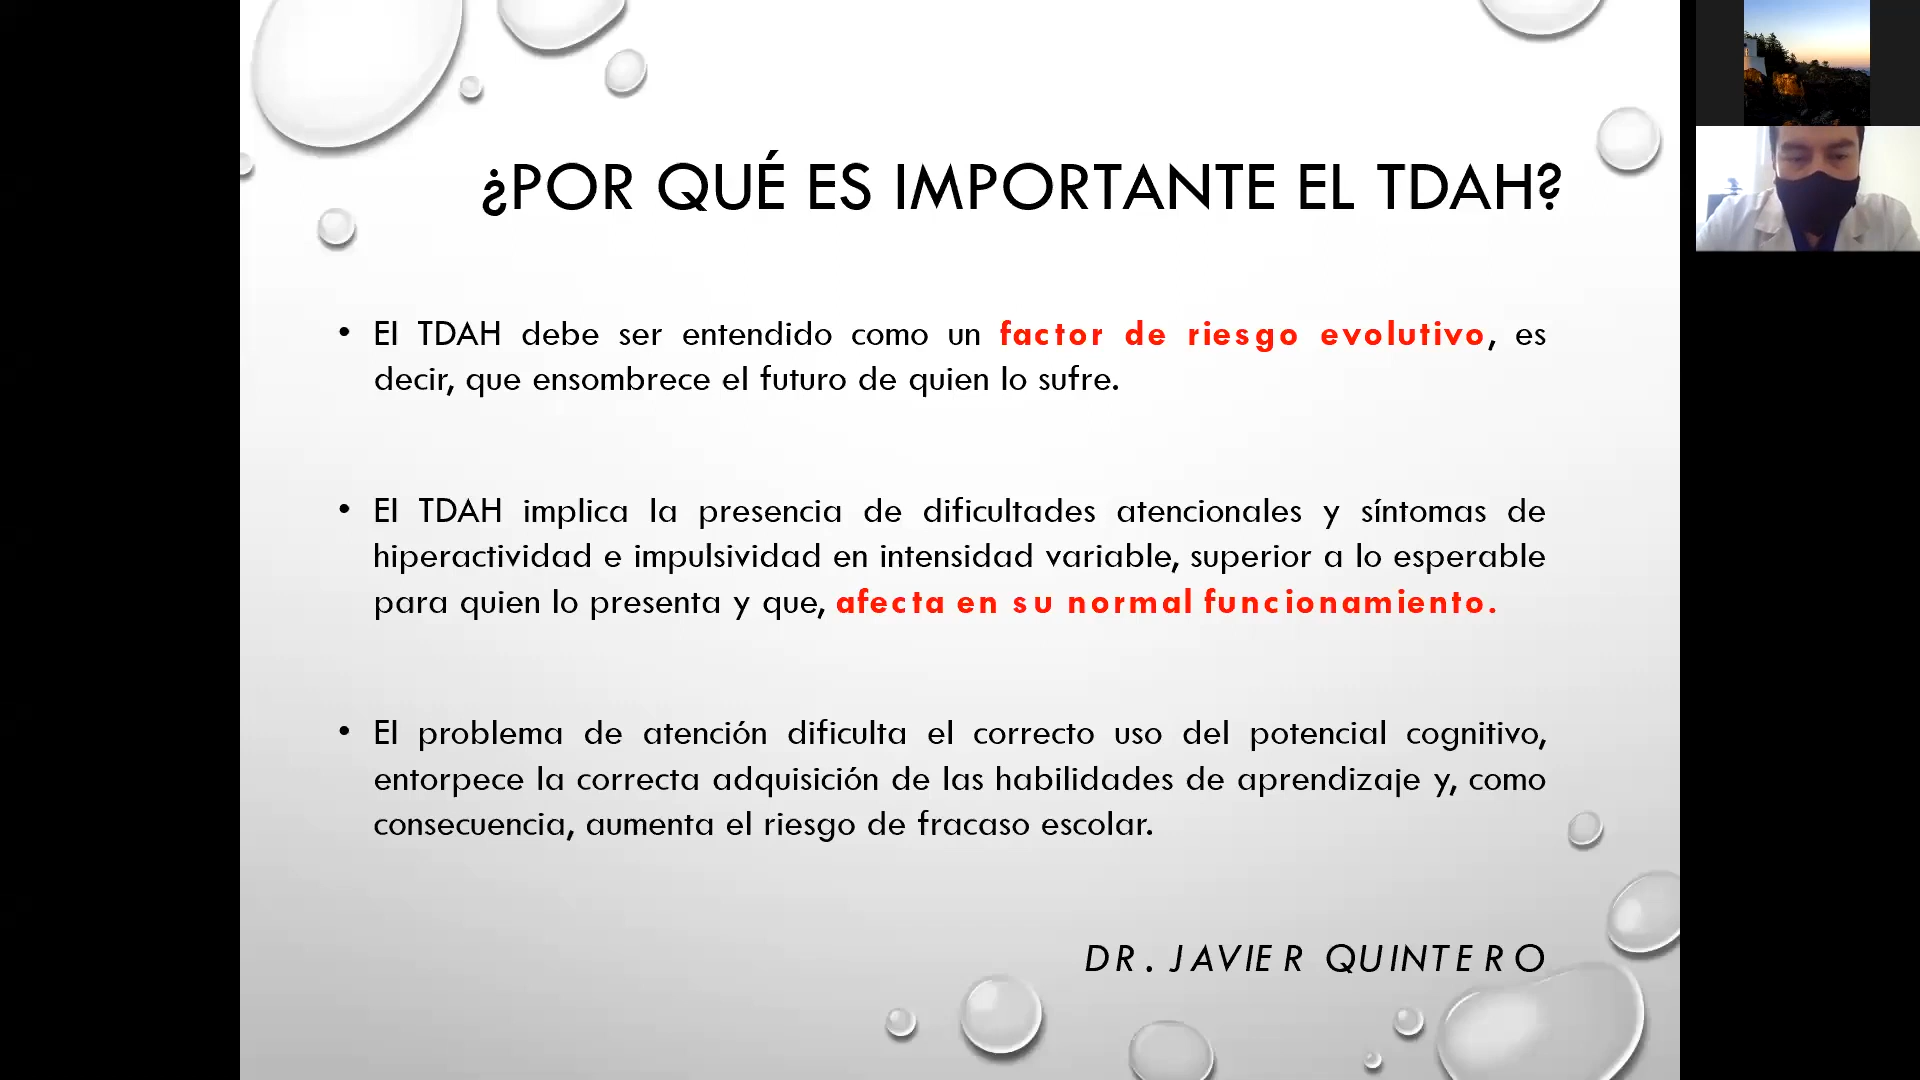 ¿POR QUÉ ES IMPORTANTE EL TDAH?
• El TDAH debe ser entendido como un factor de riesgo evolutivo, es
decir, que ensombrece el futuro de quien lo sufre.
• El TDAH implica la presencia de dificultades atencionales y síntomas de
hiperactividad e impulsividad en intensidad variable, superior a lo esperable
para quien lo presenta y que, afecta en su normal funcionamiento.
• El problema de atención dificulta el correcto uso del potencial cognitivo,
entorpece la correcta adquisición de las habilidades de aprendizaje y, como
consecuencia, aumenta el riesgo de fracaso escolar.
DR. JAVIER QUINTERO